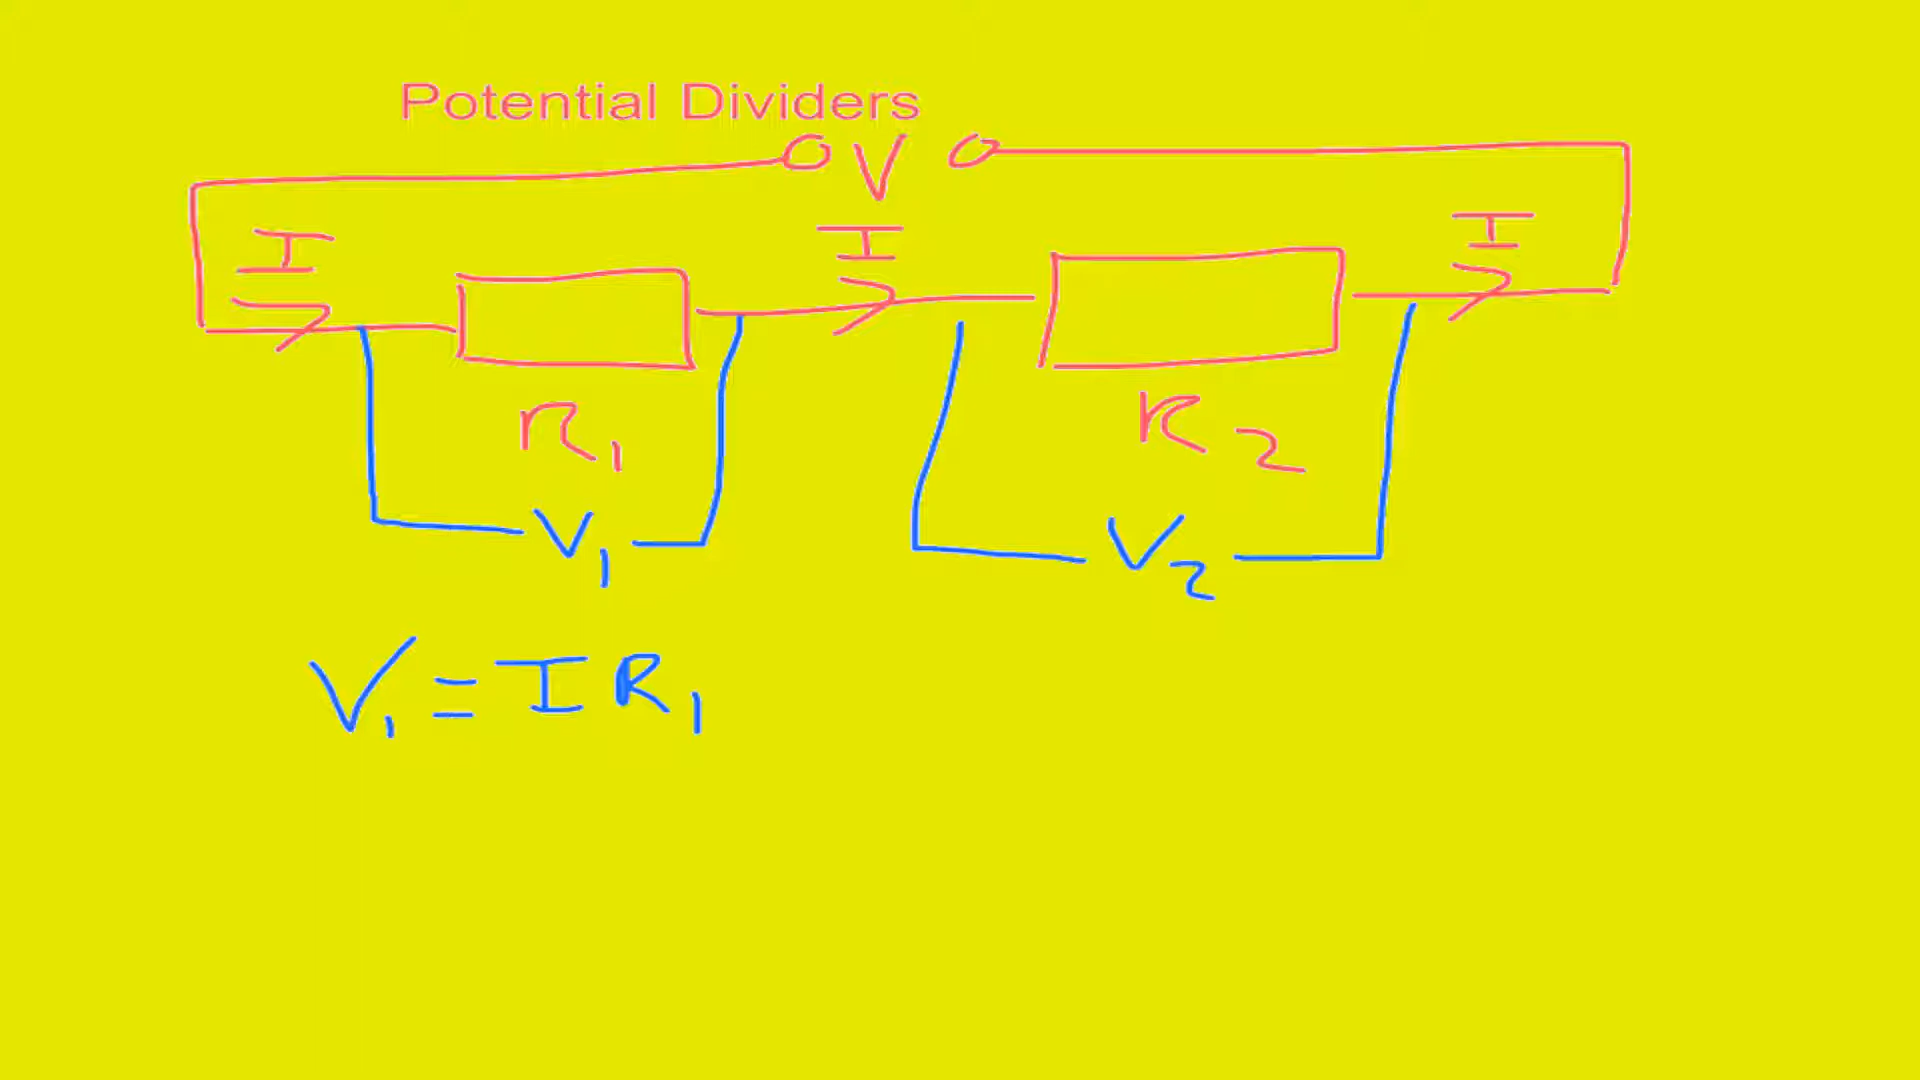 Potential Dividers
V
I I I
R1 R2
V1 V2
V1 = IR1